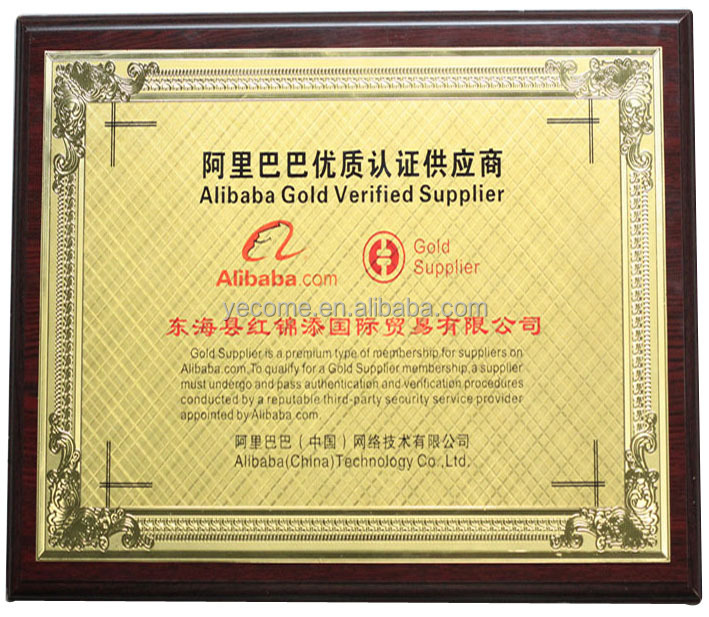 阿里巴巴优质认证供应商
Alibaba Gold Verified Supplier
Alibaba.com
Gold
Supplier
yecome.en.alibaba.com
东海县红锦添国际贸易有限公司
Gold Supplier is a premium type of membership for suppliers on
Alibaba.com.To qualify for a Gold Supplier membership,a supplier
must undergo and pass authentication and verification procedures
conducted by a reputable third-party security service provider
appointed by Alibaba.com.
阿里巴巴（中国）网络技术有限公司
Alibaba(China)Technology Co.,Ltd.